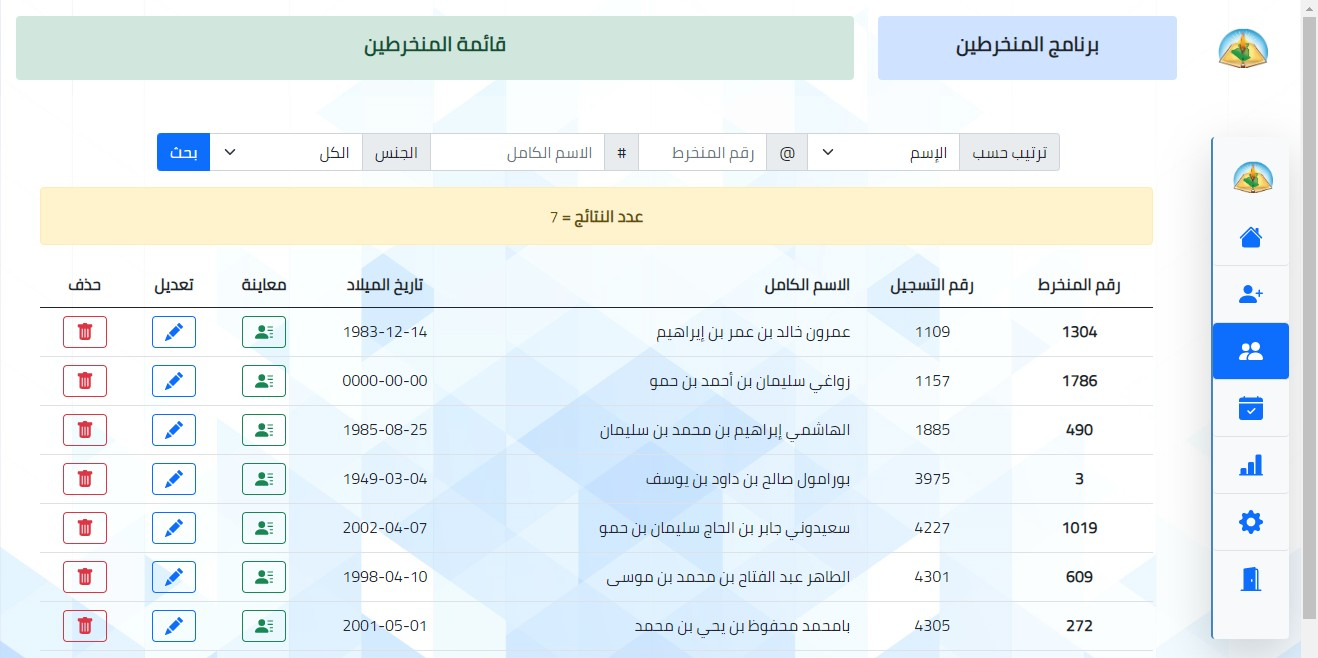 برنامج المنخرطين
قائمة المنخرطين
ترتيب حسب الإسم @ رقم المنخرط # الاسم الكامل الجنس الكل بحث
عدد النتائج = 7
رقم المنخرط رقم التسجيل الاسم الكامل تاريخ الميلاد معاينة تعديل حذف
1304 1109 عمرون خالد بن عمر بن إبراهيم 1983-12-14
1786 1157 زواغي سليمان بن أحمد بن حمو 0000-00-00
490 1885 الهاشمي إبراهيم بن محمد بن سليمان 1985-08-25
3 3975 بورامول صالح بن داود بن يوسف 1949-03-04
1019 4227 سعيدوني جابر بن الحاج سليمان بن حمو 2002-04-07
609 4301 الطاهر عبد الفتاح بن محمد بن موسى 1998-04-10
272 4305 بامحمد محفوظ بن يحي بن محمد 2001-05-01